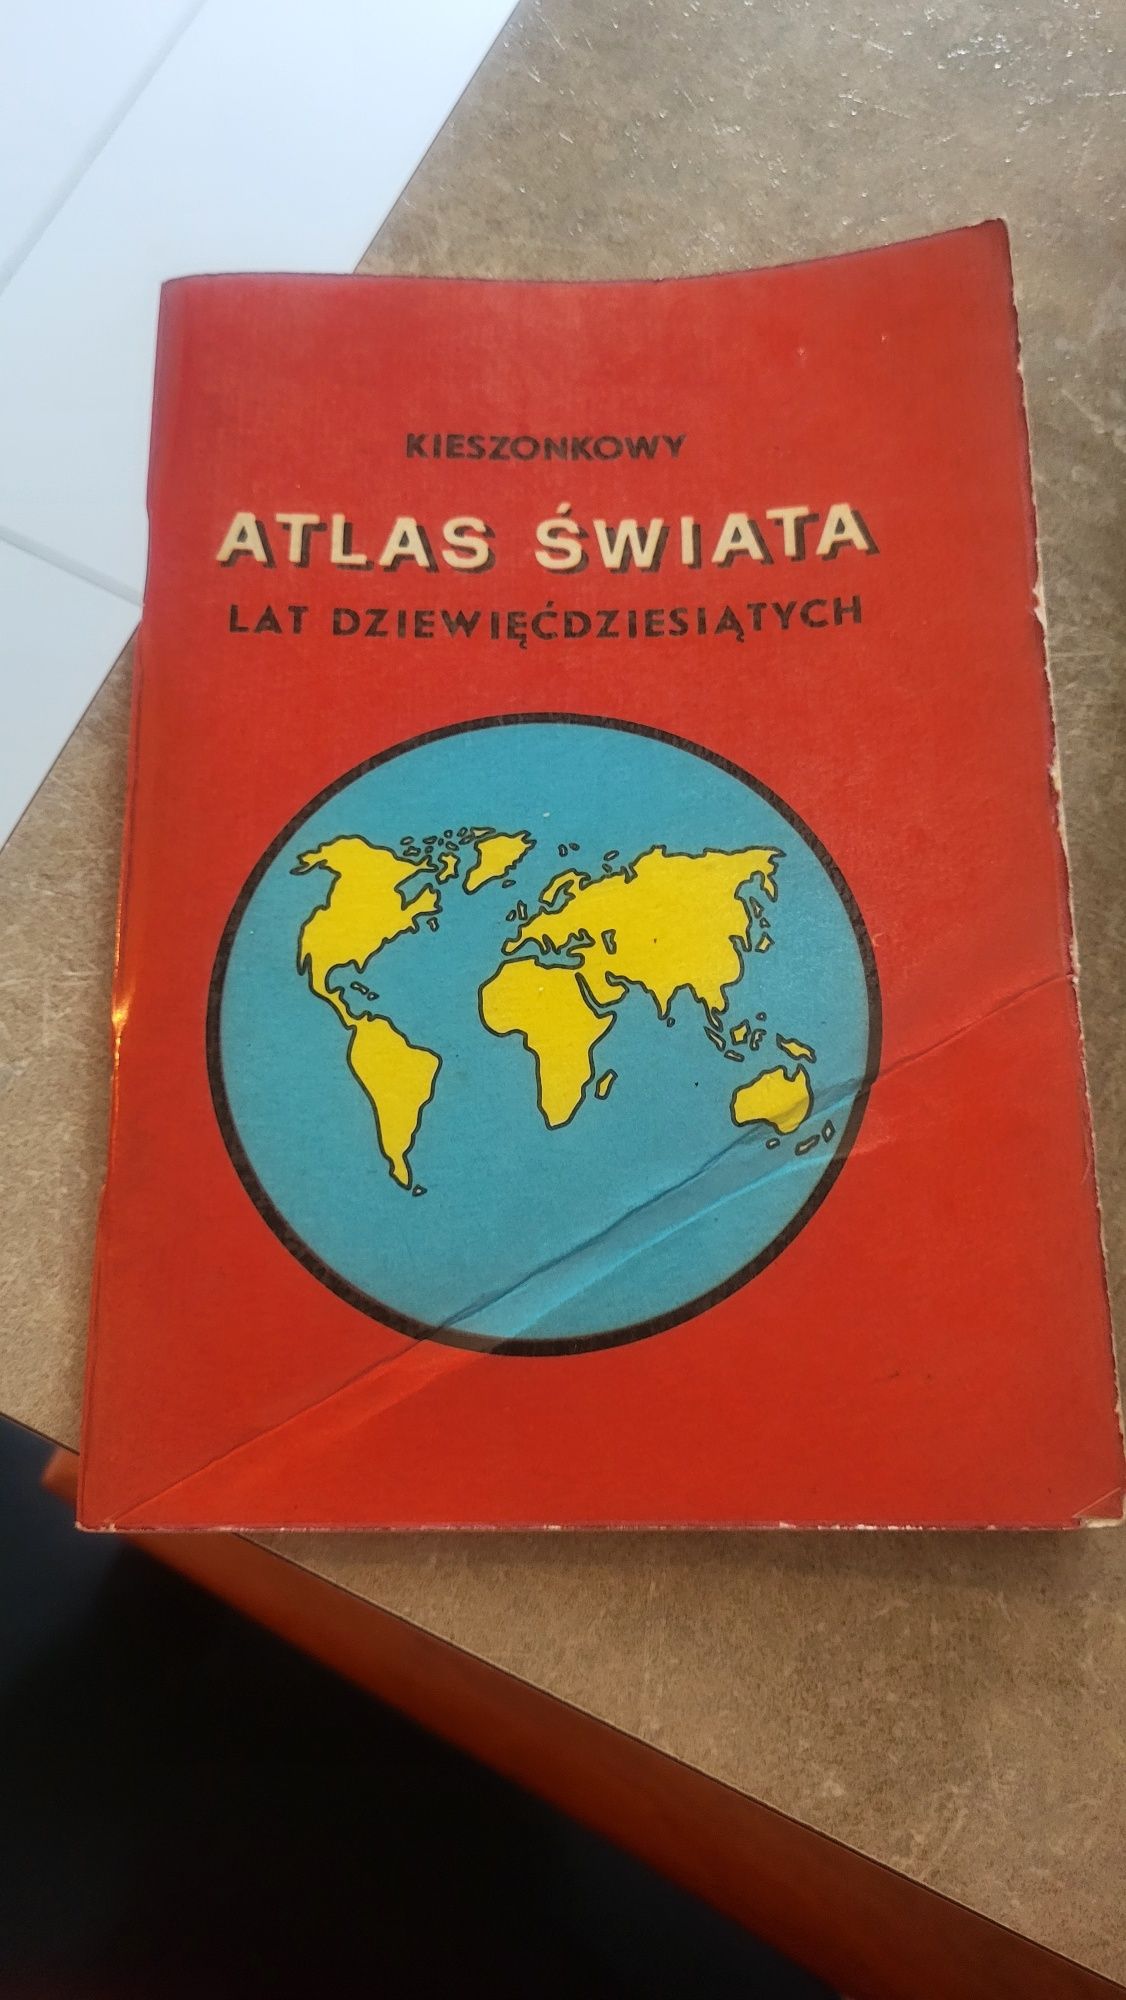 KIESZONKOWY
ATLAS ŚWIATA
LAT DZIEWIĘĆDZIESIĄTYCH